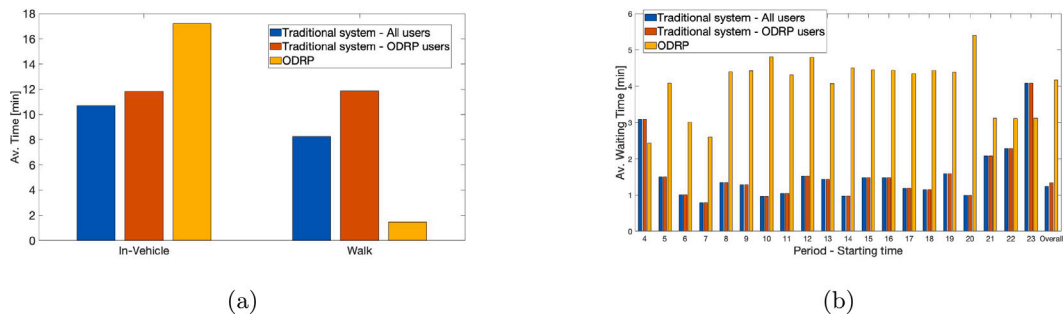 18
16
14
12
10
8
6
4
2
0
Av. Time [min]
Traditional system - All users
Traditional system - ODRP users
ODRP
In-Vehicle Walk
(a)
6
5
4
3
2
1
0
Av. Waiting Time [min]
Traditional system - All users
Traditional system - ODRP users
ODRP
4 5 6 7 8 9 10 11 12 13 14 15 16 17 18 19 20 21 22 23 Overall
Period - Starting time
(b)